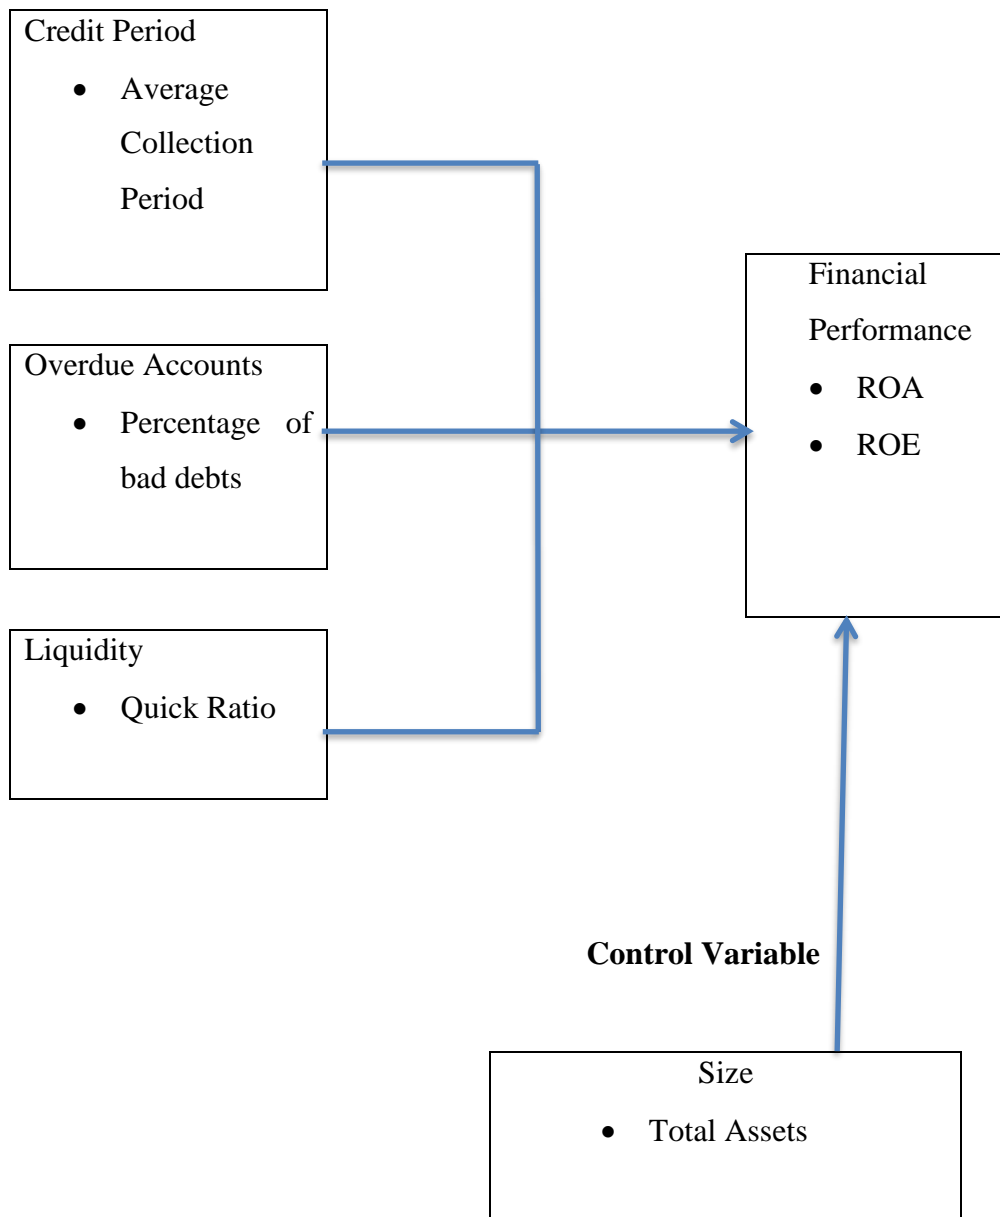 Credit Period
• Average
Collection
Period
Overdue Accounts
• Percentage of
bad debts
Liquidity
• Quick Ratio
Financial
Performance
• ROA
• ROE
Control Variable
Size
• Total Assets